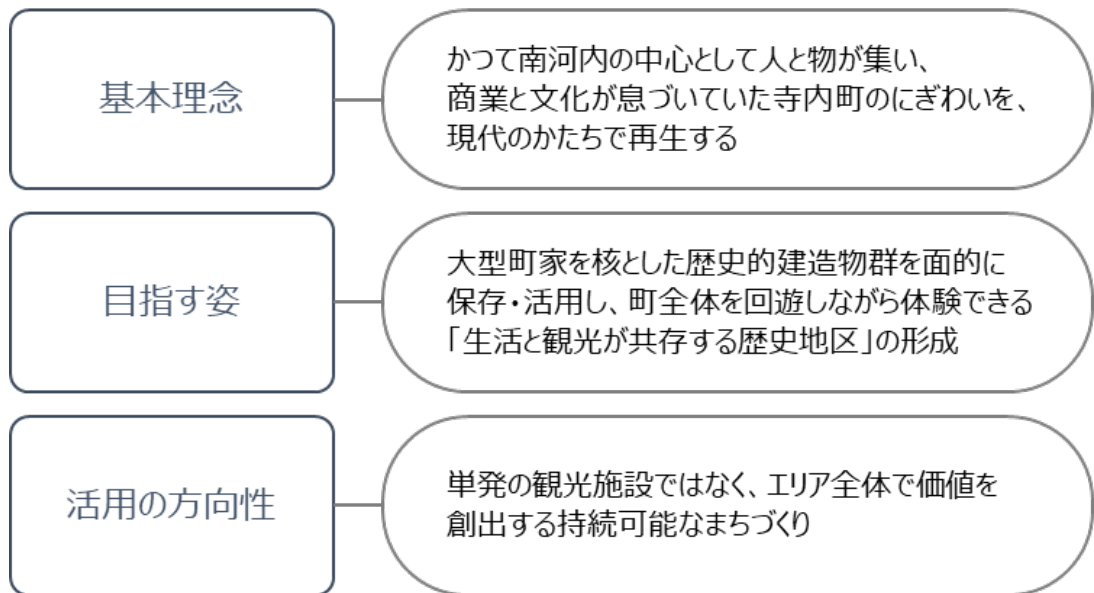 基本理念
かつて南河内の中心として人と物が集い、
商業と文化が息づいていた寺内町のにぎわいを、
現代のかたちで再生する
目指す姿
大型町家を核とした歴史的建造物群を面的に
保存・活用し、町全体を回遊しながら体験できる
「生活と観光が共存する歴史地区」の形成
活用の方向性
単発の観光施設ではなく、エリア全体で価値を
創出する持続可能なまちづくり